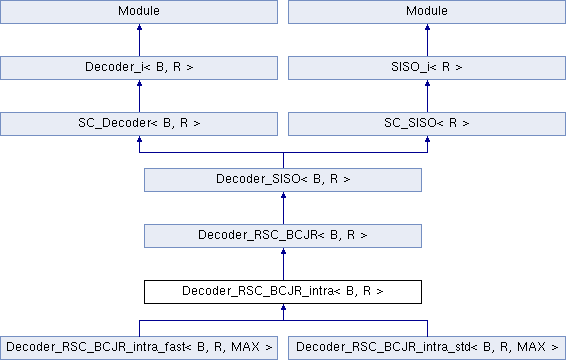 Module
Module
Decoder_i< B, R >
SISO_i< R >
SC_Decoder< B, R >
SC_SISO< R >
Decoder_SISO< B, R >
Decoder_RSC_BCJR< B, R >
Decoder_RSC_BCJR_intra< B, R >
Decoder_RSC_BCJR_intra_fast< B, R, MAX >
Decoder_RSC_BCJR_intra_std< B, R, MAX >